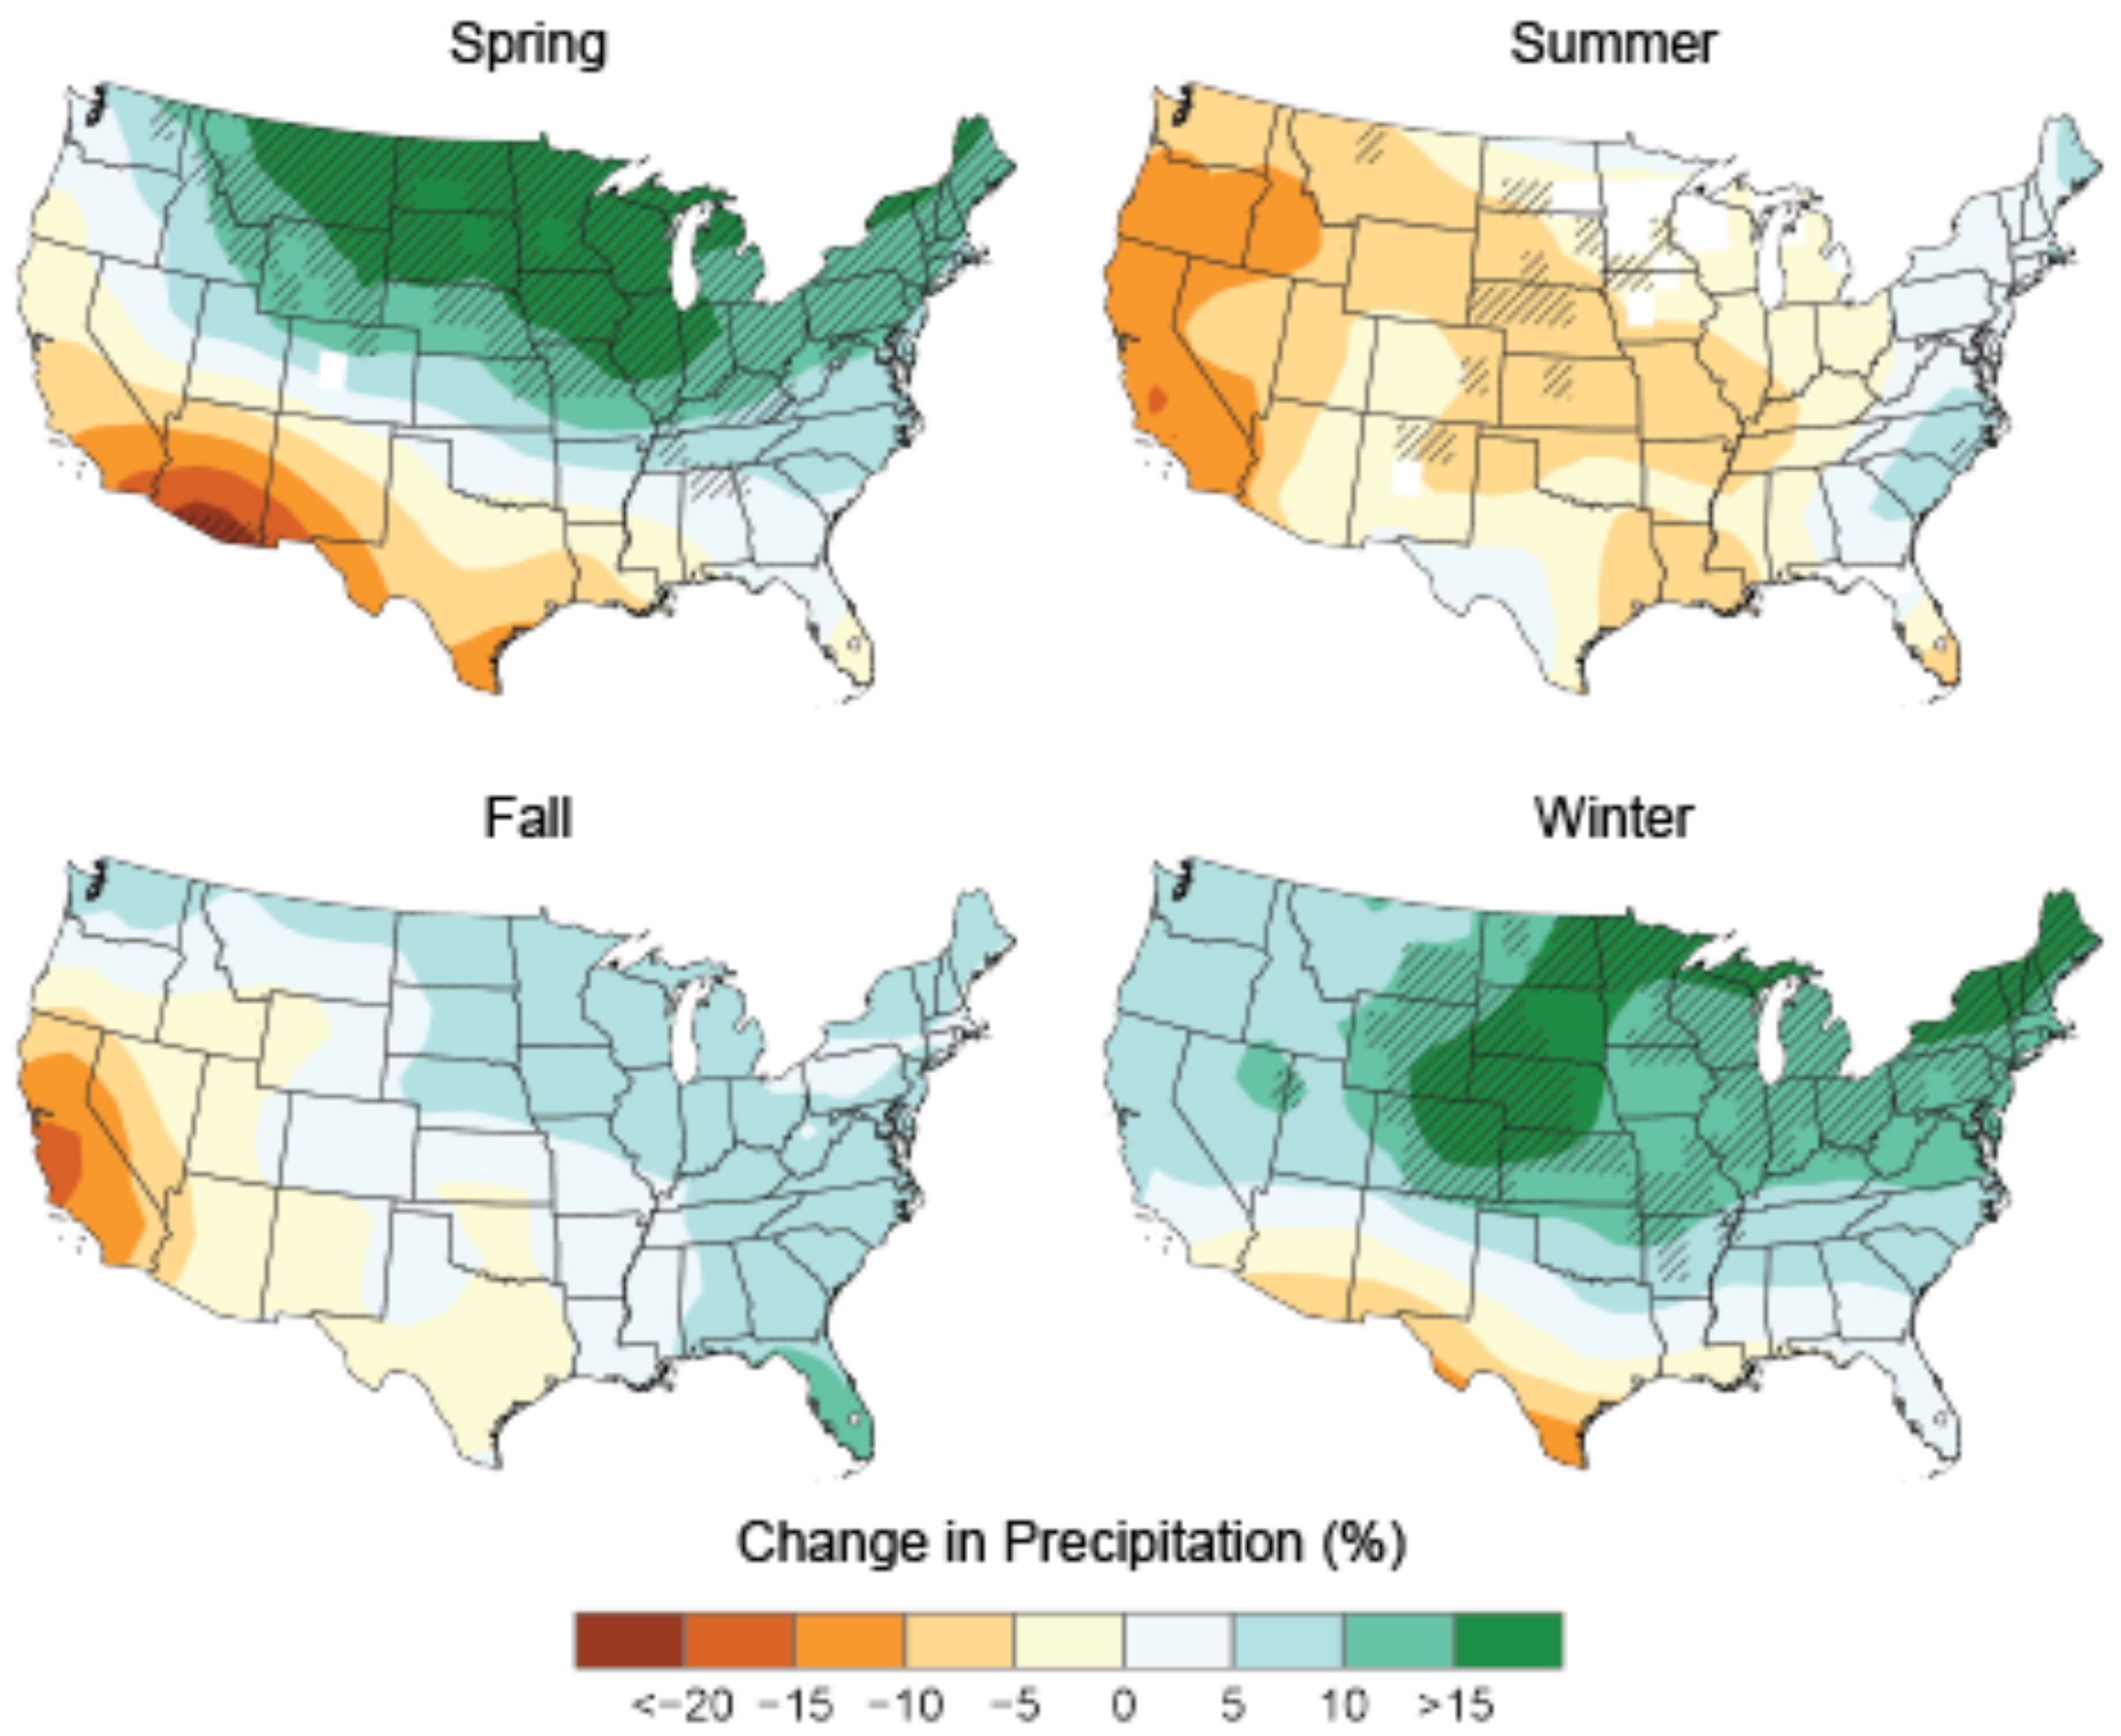 Spring
Summer
Fall
Winter
Change in Precipitation (%)
<−20 −15 −10 −5 0 5 10 >15